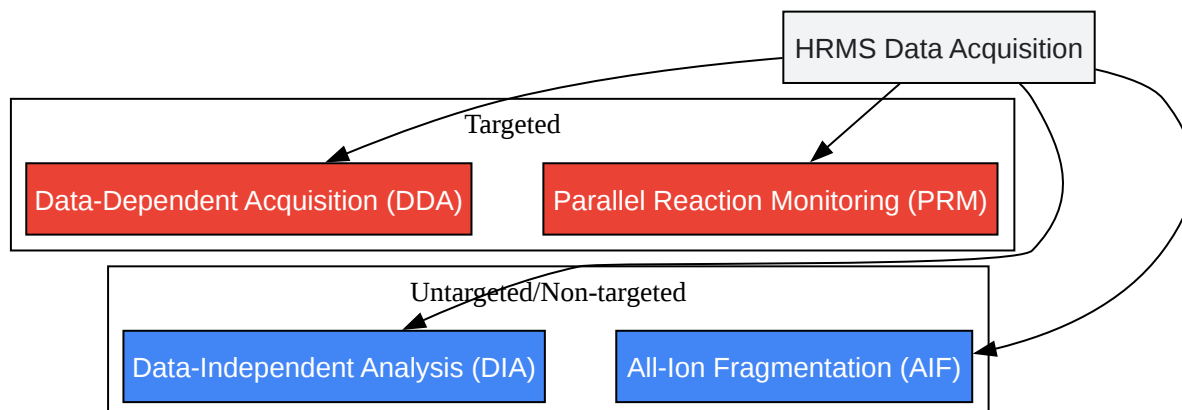 HRMS Data Acquisition
Targeted
Data-Dependent Acquisition (DDA)
Parallel Reaction Monitoring (PRM)
Untargeted/Non-targeted
Data-Independent Analysis (DIA)
All-Ion Fragmentation (AIF)